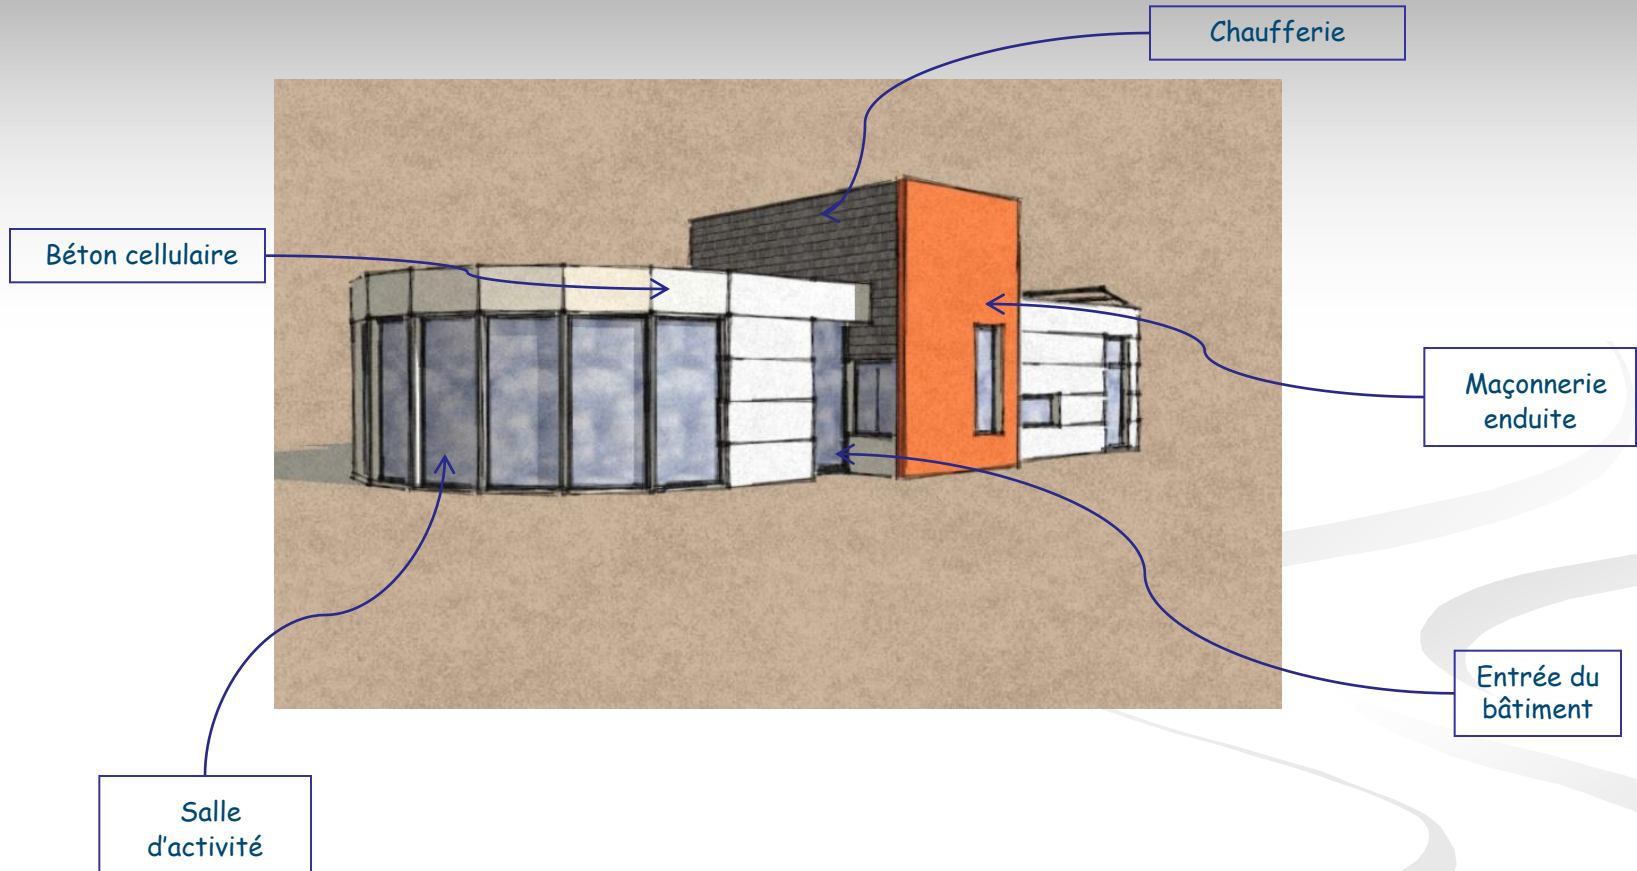 Chaufferie
Béton cellulaire
Maçonnerie
enduite
Entrée du
bâtiment
Salle
d'activité